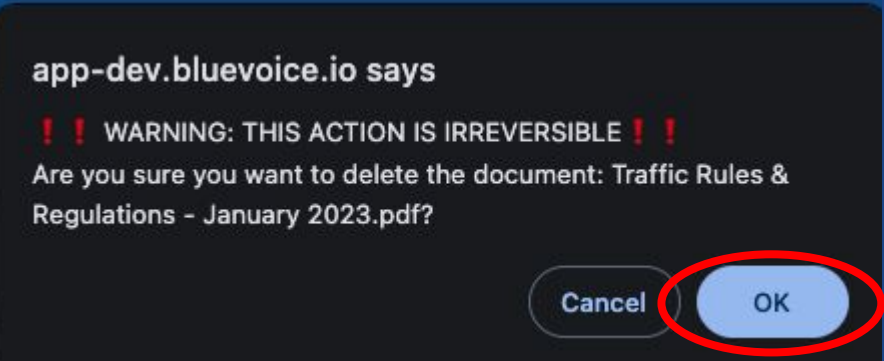 app-dev.bluevoice.io says
❗❗ WARNING: THIS ACTION IS IRREVERSIBLE❗❗
Are you sure you want to delete the document: Traffic Rules &
Regulations - January 2023.pdf?
Cancel OK